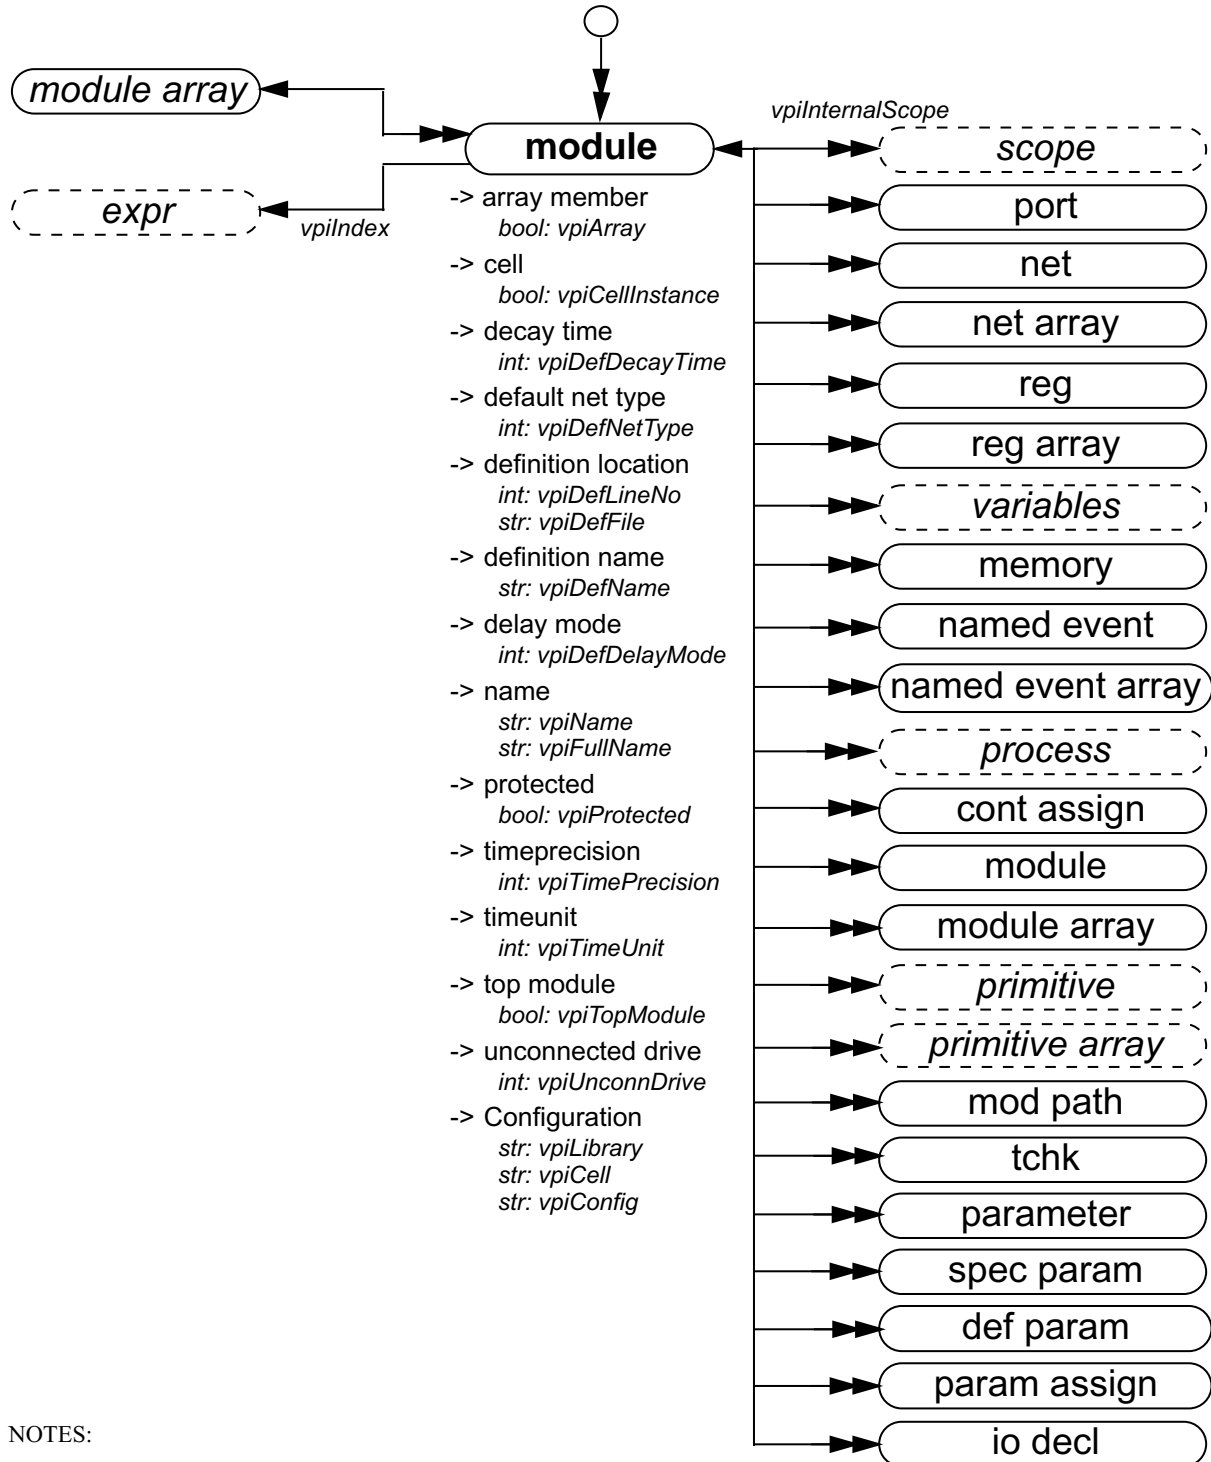 module array
expr
vpiIndex
module
-> array member
bool: vpiArray
-> cell
bool: vpiCellInstance
-> decay time
int: vpiDefDecayTime
-> default net type
int: vpiDefNetType
-> definition location
int: vpiDefLineNo
str: vpiDefFile
-> definition name
str: vpiDefName
-> delay mode
int: vpiDefDelayMode
-> name
str: vpiName
str: vpiFullName
-> protected
bool: vpiProtected
-> timeprecision
int: vpiTimePrecision
-> timeunit
int: vpiTimeUnit
-> top module
bool: vpiTopModule
-> unconnected drive
int: vpiUnconnDrive
-> Configuration
str: vpiLibrary
str: vpiCell
str: vpiConfig
vpiInternalScope
scope
port
net
net array
reg
reg array
variables
memory
named event
named event array
process
cont assign
module
module array
primitive
primitive array
mod path
tchk
parameter
spec param
def param
param assign
io decl
NOTES: